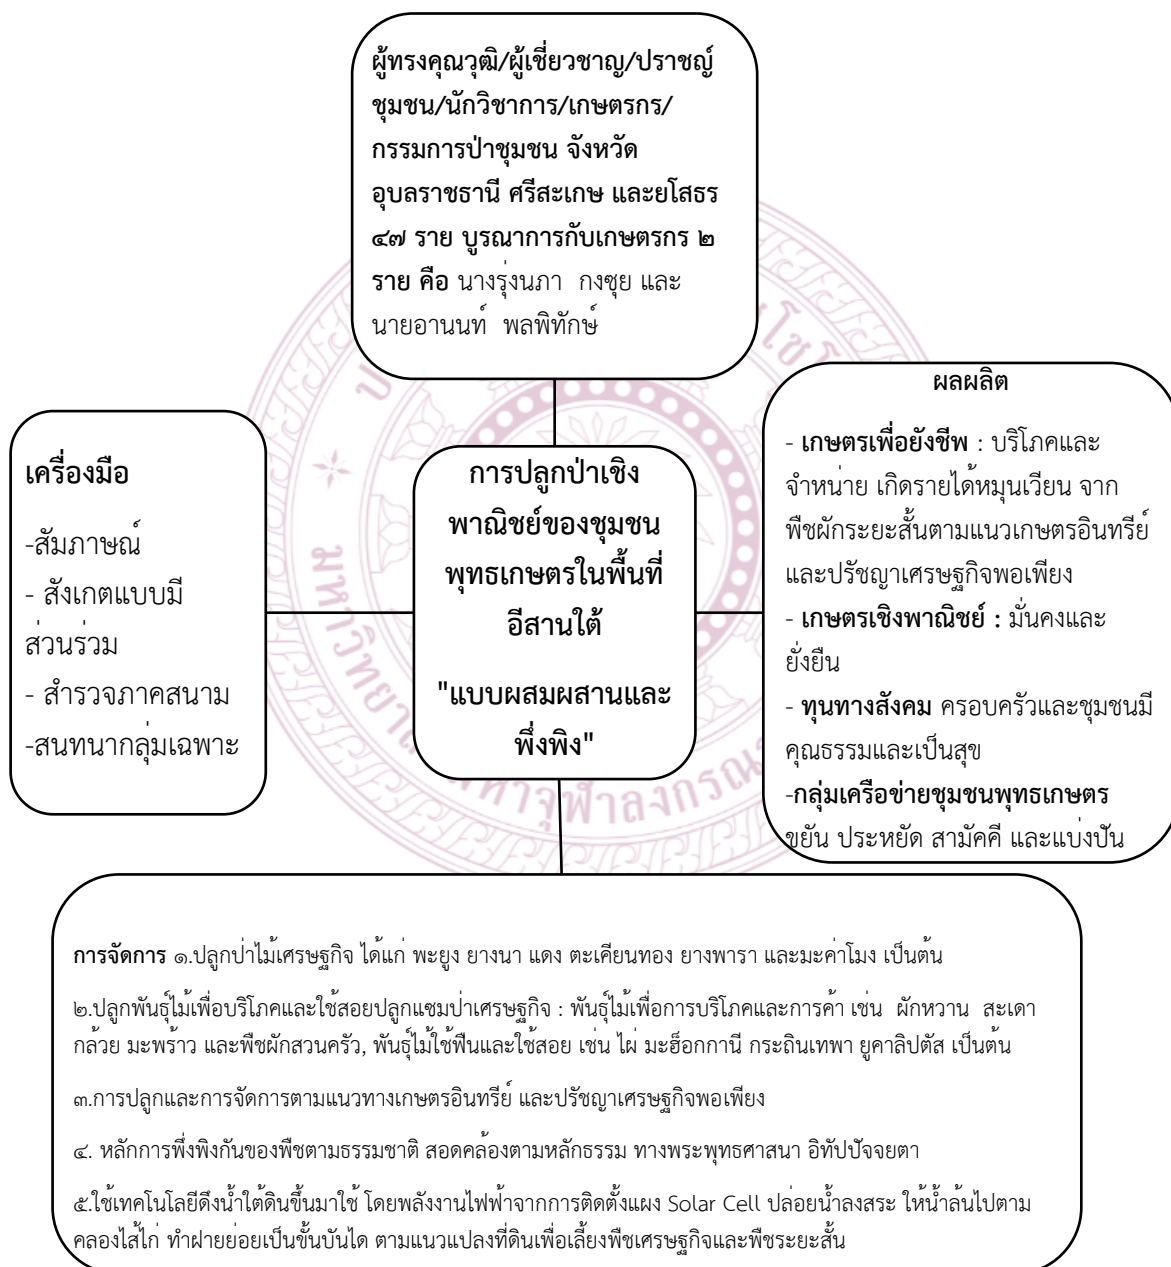 ผู้ทรงคุณวุฒิ/ผู้เชี่ยวชาญ/ปราชญ์
ชุมชน/นักวิชาการ/เกษตรกร/
กรรมการป่าชุมชน จังหวัด
อุบลราชธานี ศรีสะเกษ และยโสธร
๔๗ ราย บูรณาการกับเกษตรกร ๒
ราย คือ นางรุ่งนภา กงซุย และ
นายอานนท์ พลพิทักษ์
เครื่องมือ
-สัมภาษณ์
- สังเกตแบบมี
ส่วนร่วม
- สำรวจภาคสนาม
-สนทนากลุ่มเฉพาะ
การปลูกป่าเชิง
พาณิชย์ของชุมชน
พุทธเกษตรในพื้นที่
อีสานใต้
"แบบผสมผสานและ
พึ่งพิง"
ผลผลิต
- เกษตรเพื่อยังชีพ : บริโภคและ
จำหน่าย เกิดรายได้หมุนเวียน จาก
พืชผักระยะสั้นตามแนวเกษตรอินทรีย์
และปรัชญาเศรษฐกิจพอเพียง
- เกษตรเชิงพาณิชย์ : มั่นคงและ
ยั่งยืน
- ทุนทางสังคม ครอบครัวและชุมชนมี
คุณธรรมและเป็นสุข
-กลุ่มเครือข่ายชุมชนพุทธเกษตร
ขยัน ประหยัด สามัคคี และแบ่งปัน
การจัดการ ๑.ปลูกป่าไม้เศรษฐกิจ ได้แก่ พะยูง ยางนา แดง ตะเคียนทอง ยางพารา และมะค่าโมง เป็นต้น
๒.ปลูกพันธุ์ไม้เพื่อบริโภคและใช้สอยปลูกแซมป่าเศรษฐกิจ : พันธุ์ไม้เพื่อการบริโภคและการค้า เช่น ผักหวาน สะเดา
กล้วย มะพร้าว และพืชผักสวนครัว, พันธุ์ไม้ใช้ฟืนและใช้สอย เช่น ไผ่ มะฮ็อกกานี กระถินเทพา ยูคาลิปตัส เป็นต้น
๓.การปลูกและการจัดการตามแนวทางเกษตรอินทรีย์ และปรัชญาเศรษฐกิจพอเพียง
๔. หลักการพึ่งพิงกันของพืชตามธรรมชาติ สอดคล้องตามหลักธรรม ทางพระพุทธศาสนา อิทัปปัจจยตา
๕.ใช้เทคโนโลยีดึงน้ำใต้ดินขึ้นมาใช้ โดยพลังงานไฟฟ้าจากการติดตั้งแผง Solar Cell ปล่อยน้ำลงสระ ให้น้ำล้นไปตาม
คลองไส้ไก่ ทำฝายย่อยเป็นขั้นบันได ตามแนวแปลงที่ดินเพื่อเลี้ยงพืชเศรษฐกิจและพืชระยะสั้น